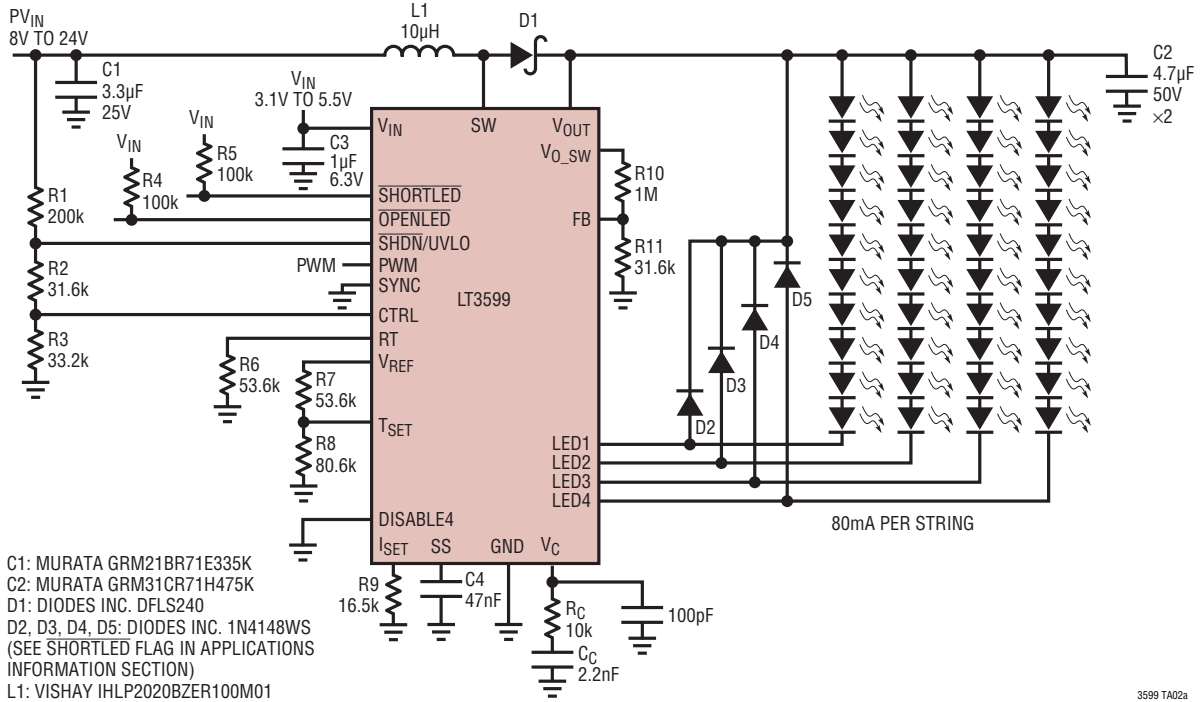 PVIN
8V TO 24V
L1
10µH
D1
C1
3.3µF
25V
C2
4.7µF
50V
×2
VIN
3.1V TO 5.5V
C3
1µF
6.3V
VIN
R5
100k
VIN
R4
100k
R1
200k
R2
31.6k
R3
33.2k
VIN
SW
VOUT
VO_SW
SHORTLED
OPENLED
SHDN/UVLO
FB
PWM
PWM
SYNC
LT3599
CTRL
RT
VREF
TSET
LED1
LED2
LED3
LED4
DISABLE4
ISET
SS
GND
VC
R10
1M
R11
31.6k
D5
D4
D3
D2
R6
53.6k
R7
53.6k
R8
80.6k
80mA PER STRING
R9
16.5k
C4
47nF
RC
10k
CC
2.2nF
100pF
C1: MURATA GRM21BR71E335K
C2: MURATA GRM31CR71H475K
D1: DIODES INC. DFLS240
D2, D3, D4, D5: DIODES INC. 1N4148WS
(SEE SHORTLED FLAG IN APPLICATIONS
INFORMATION SECTION)
L1: VISHAY IHLP2020BZER100M01
3599 TA02a